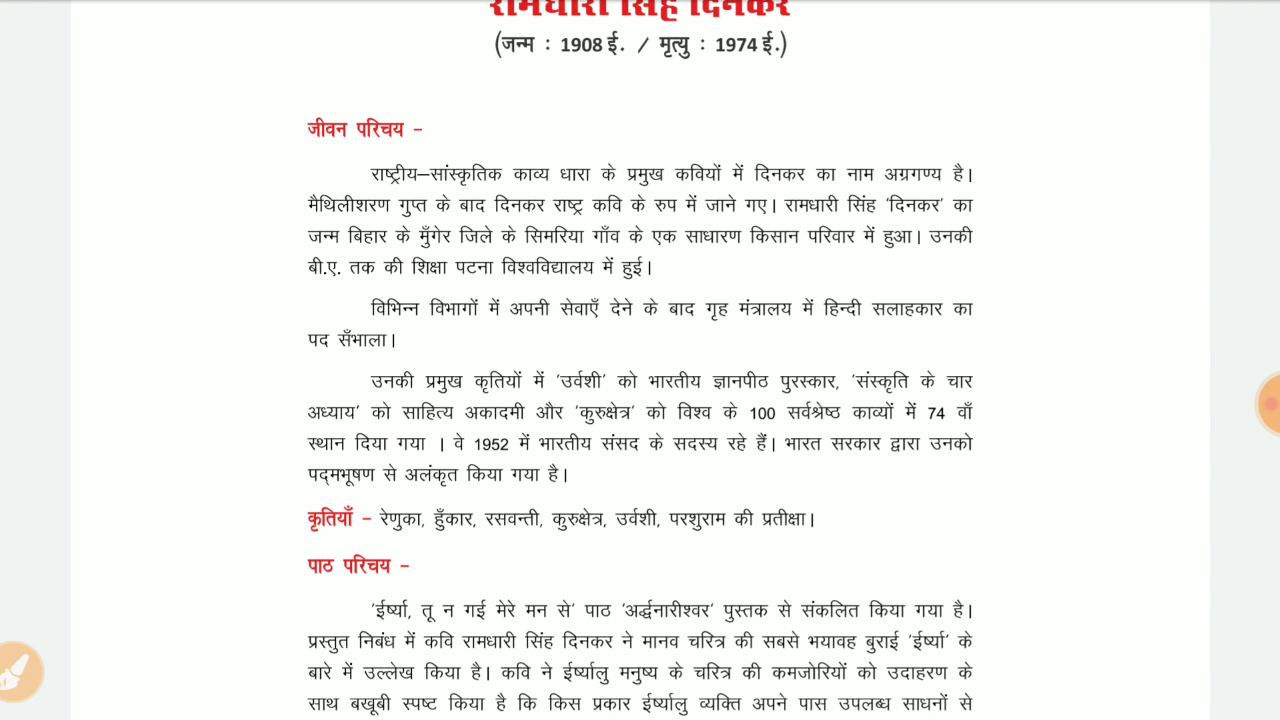 रामधारी सिंह दिनकर
(जन्म : 1908 ई. / मृत्यु : 1974 ई.)
जीवन परिचय –
राष्ट्रीय–सांस्कृतिक काव्य धारा के प्रमुख कवियों में दिनकर का नाम अग्रगण्य है।
मैथिलीशरण गुप्त के बाद दिनकर राष्ट्र कवि के रुप में जाने गए। रामधारी सिंह ‘दिनकर’ का
जन्म बिहार के मुँगेर जिले के सिमरिया गाँव के एक साधारण किसान परिवार में हुआ। उनकी
बी.ए. तक की शिक्षा पटना विश्वविद्यालय में हुई।
विभिन्न विभागों में अपनी सेवाएँ देने के बाद गृह मंत्रालय में हिन्दी सलाहकार का
पद सँभाला।
उनकी प्रमुख कृतियों में ‘उर्वशी’ को भारतीय ज्ञानपीठ पुरस्कार, ‘संस्कृति के चार
अध्याय’ को साहित्य अकादमी और ‘कुरुक्षेत्र’ को विश्व के 100 सर्वश्रेष्ठ काव्यों में 74 वाँ
स्थान दिया गया । वे 1952 में भारतीय संसद के सदस्य रहे हैं। भारत सरकार द्वारा उनको
पद्मभूषण से अलंकृत किया गया है।
कृतियाँ – रेणुका, हुँकार, रसवन्ती, कुरुक्षेत्र, उर्वशी, परशुराम की प्रतीक्षा।
पाठ परिचय –
‘ईर्ष्या, तू न गई मेरे मन से’ पाठ ‘अर्द्धनारीश्वर’ पुस्तक से संकलित किया गया है।
प्रस्तुत निबंध में कवि रामधारी सिंह दिनकर ने मानव चरित्र की सबसे भयावह बुराई ‘ईर्ष्या’ के
बारे में उल्लेख किया है। कवि ने ईर्ष्यालु मनुष्य के चरित्र की कमजोरियों को उदाहरण के
साथ बखूबी स्पष्ट किया है कि किस प्रकार ईर्ष्यालु व्यक्ति अपने पास उपलब्ध साधनों से